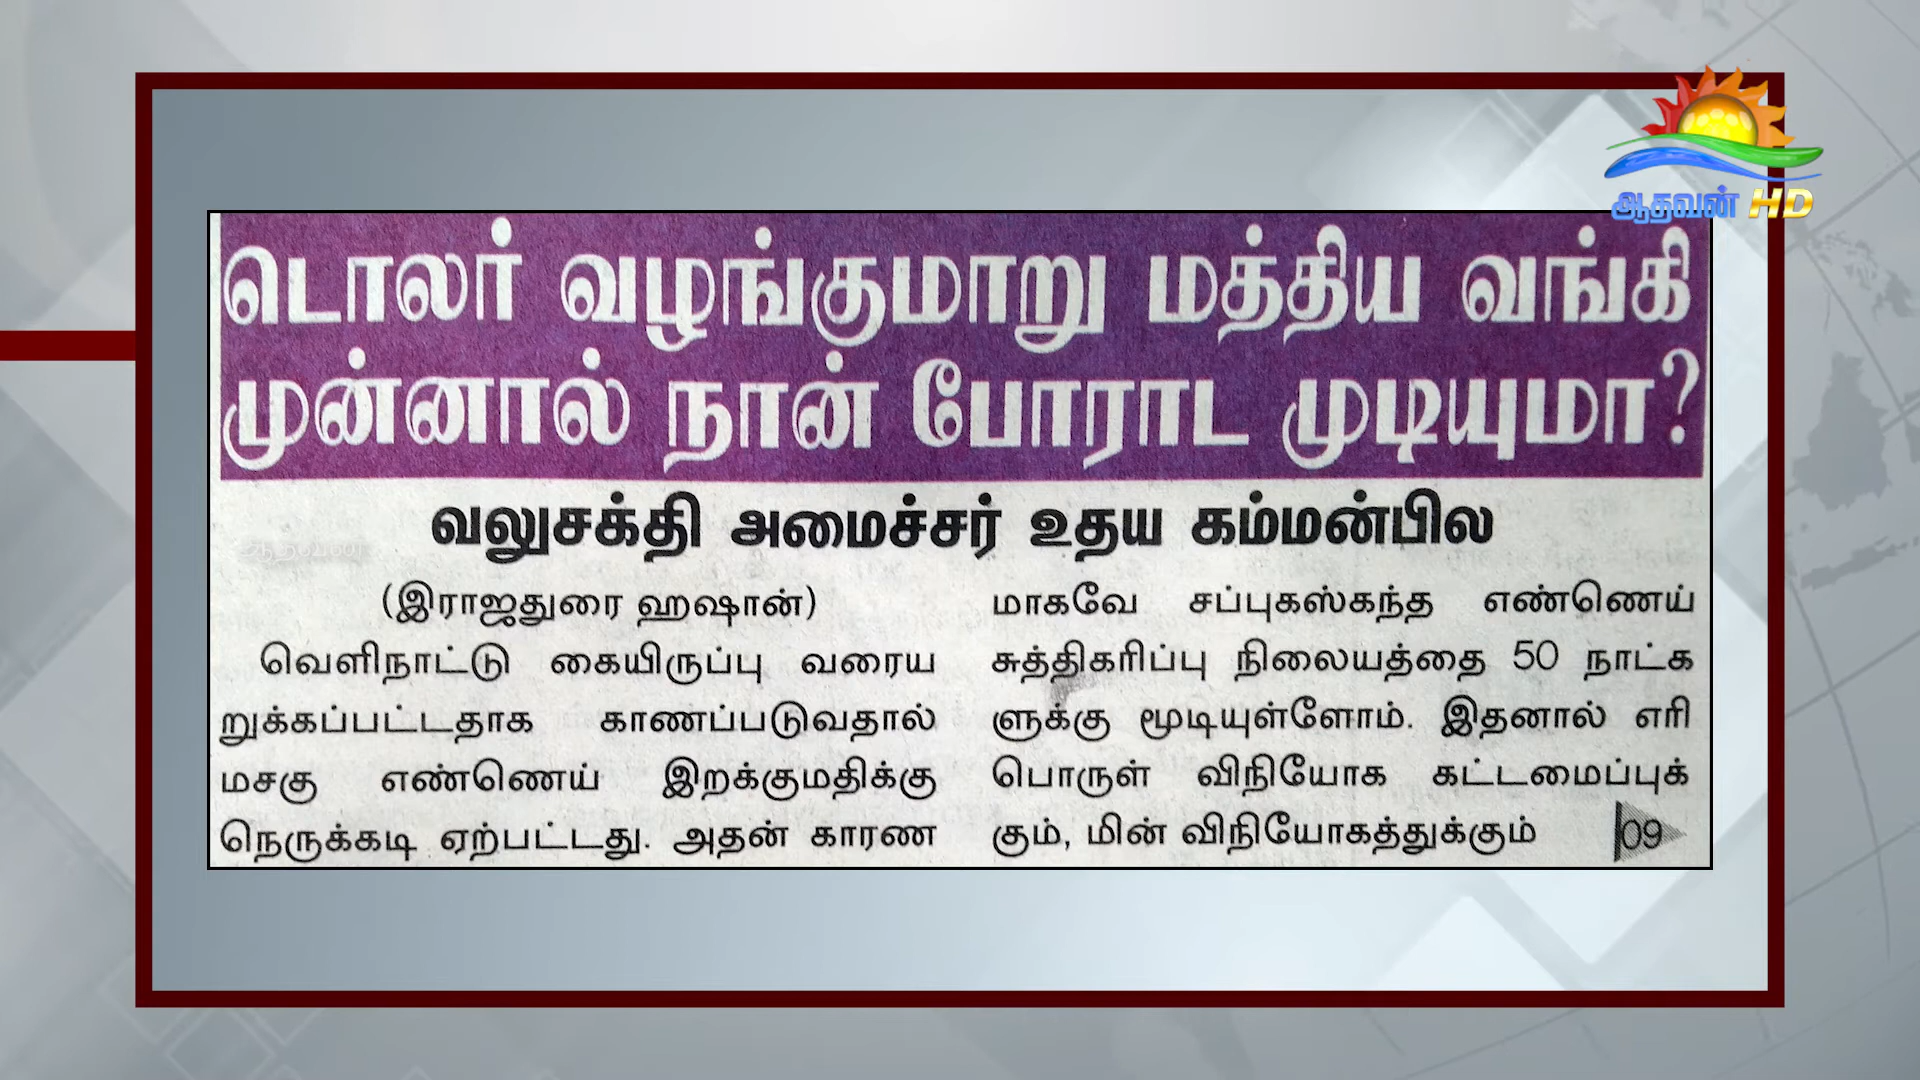 ஆதவன் HD
டொலர் வழங்குமாறு மத்திய வங்கி
முன்னால் நான் போராட முடியுமா?
வலுசக்தி அமைச்சர் உதய கம்மன்பில
ஆதவன்
(இராஜதுரை ஹஷான்)
வெளிநாட்டு கையிருப்பு வரைய
றுக்கப்பட்டதாக காணப்படுவதால்
மசகு எண்ணெய் இறக்குமதிக்கு
நெருக்கடி ஏற்பட்டது. அதன் காரண
மாகவே சப்புகஸ்கந்த எண்ணெய்
சுத்திகரிப்பு நிலையத்தை 50 நாட்க
ளுக்கு மூடியுள்ளோம். இதனால் எரி
பொருள் விநியோக கட்டமைப்புக்
கும், மின் விநியோகத்துக்கும்
09